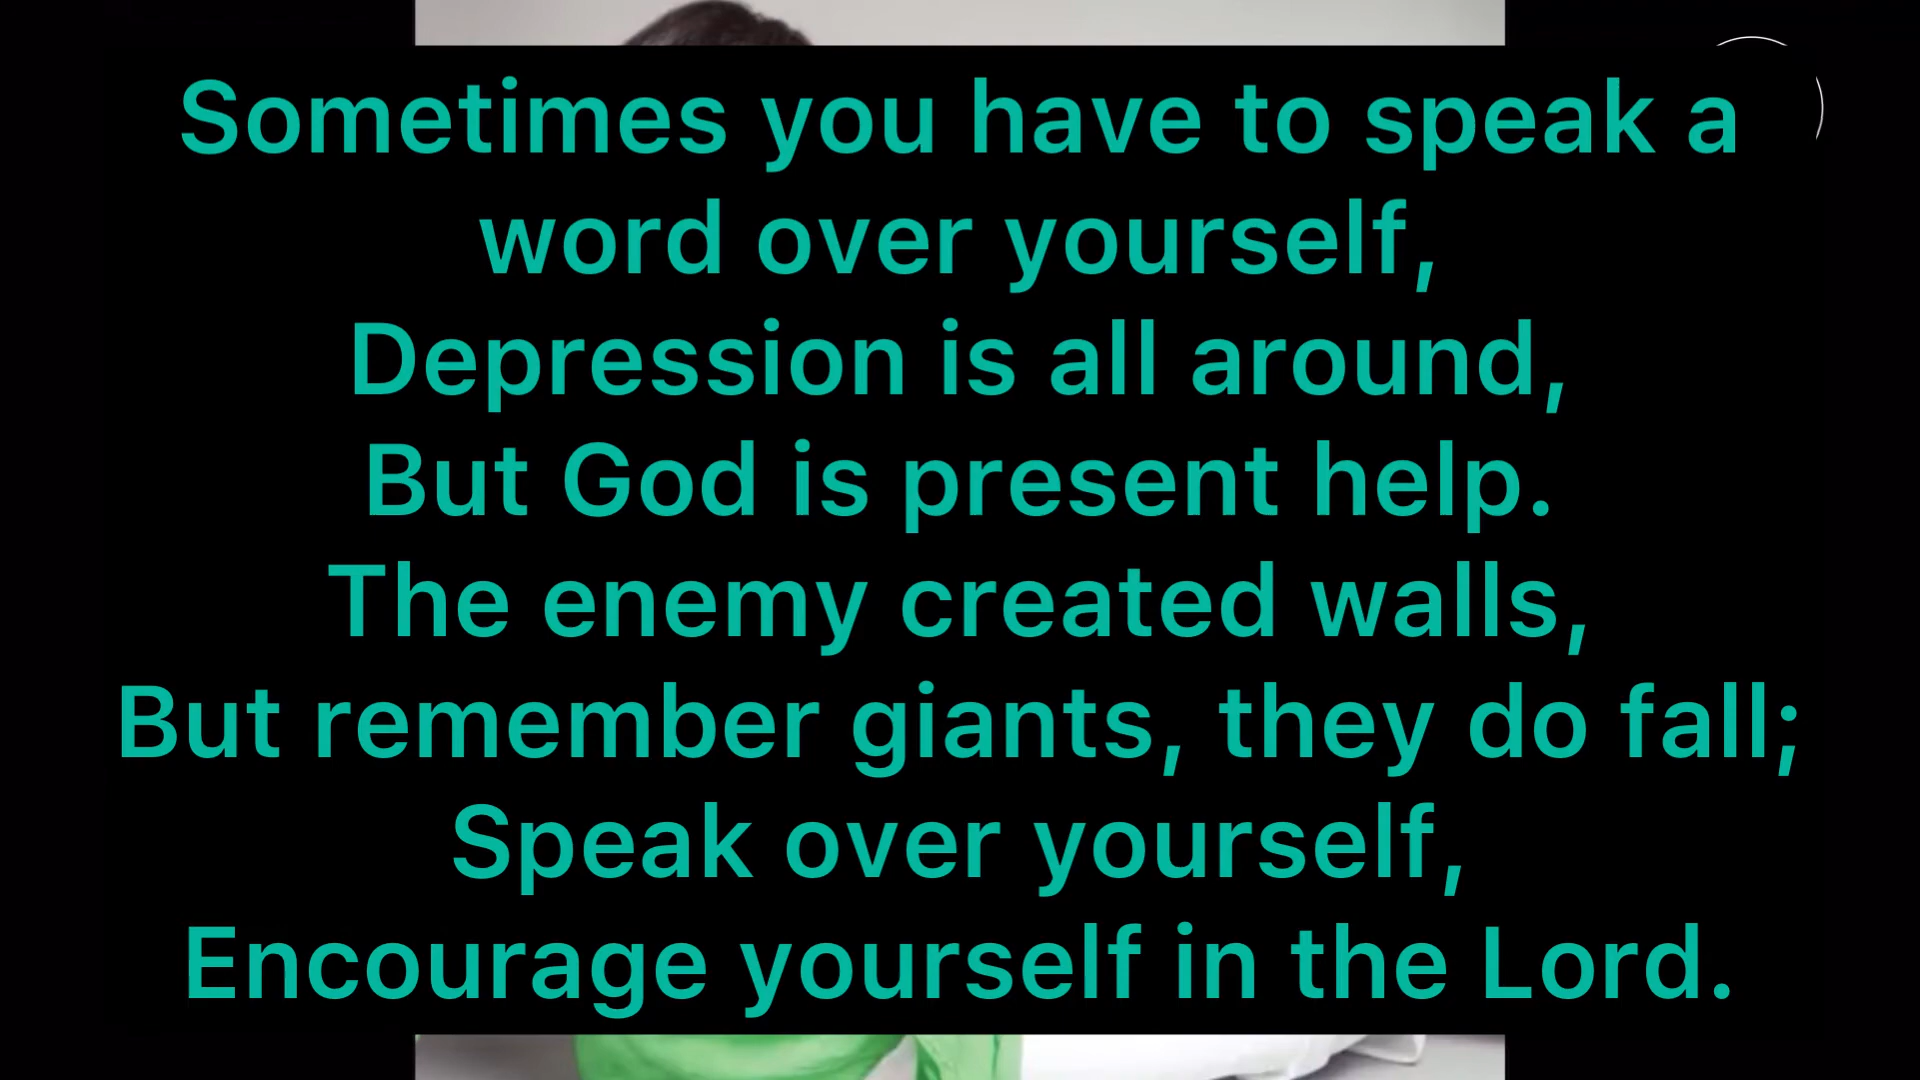 Sometimes you have to speak a
word over yourself,
Depression is all around,
But God is present help.
The enemy created walls,
But remember giants, they do fall;
Speak over yourself,
Encourage yourself in the Lord.